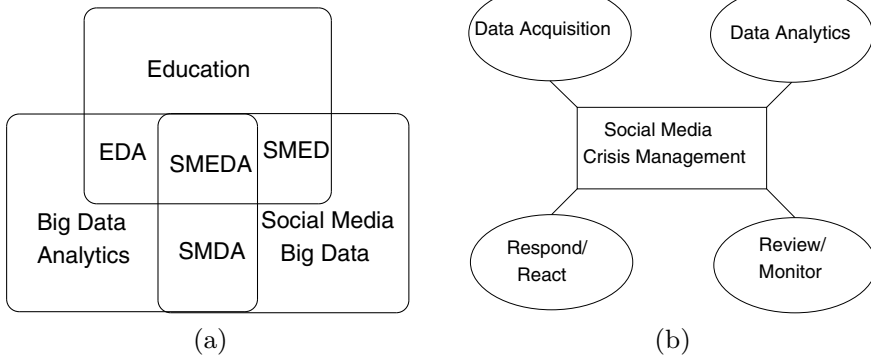 Education
EDA
SMEDA
SMED
Big Data
Analytics
SMDA
Social Media
Big Data
(a)
Data Acquisition
Data Analytics
Social Media
Crisis Management
Respond/
React
Review/
Monitor
(b)